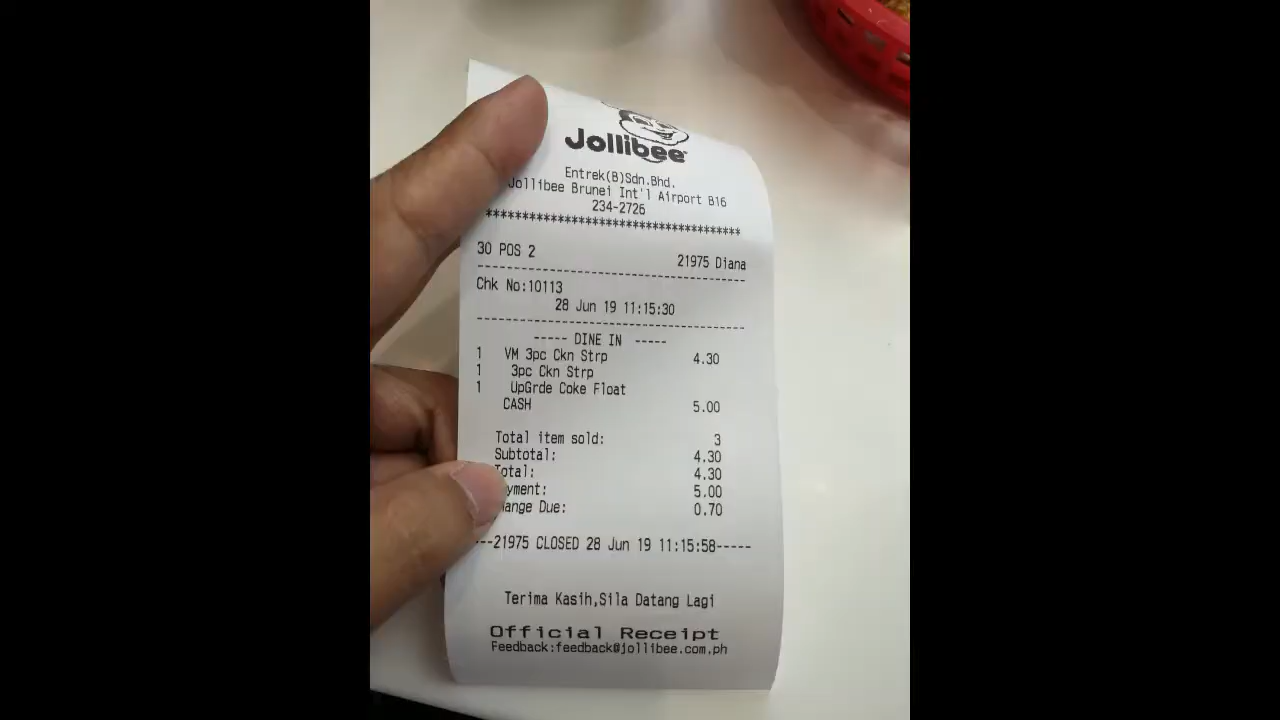 Jollibee
Entrek(B)Sdn.Bhd.
Jollibee Brunei Int'l Airport B16
234-2726
***************************************
30 POS 2 21975 Diana
Chk No:10113
28 Jun 19 11:15:30
----- DINE IN -----
1 VM 3pc Ckn Strp 4.30
1 3pc Ckn Strp
1 UpGrde Coke Float
CASH 5.00
Total item sold: 3
Subtotal: 4.30
Total: 4.30
yment: 5.00
ange Due: 0.70
---21975 CLOSED 28 Jun 19 11:15:58-----
Terima Kasih,Sila Datang Lagi
Official Receipt
Feedback:feedback@jollibee.com.ph